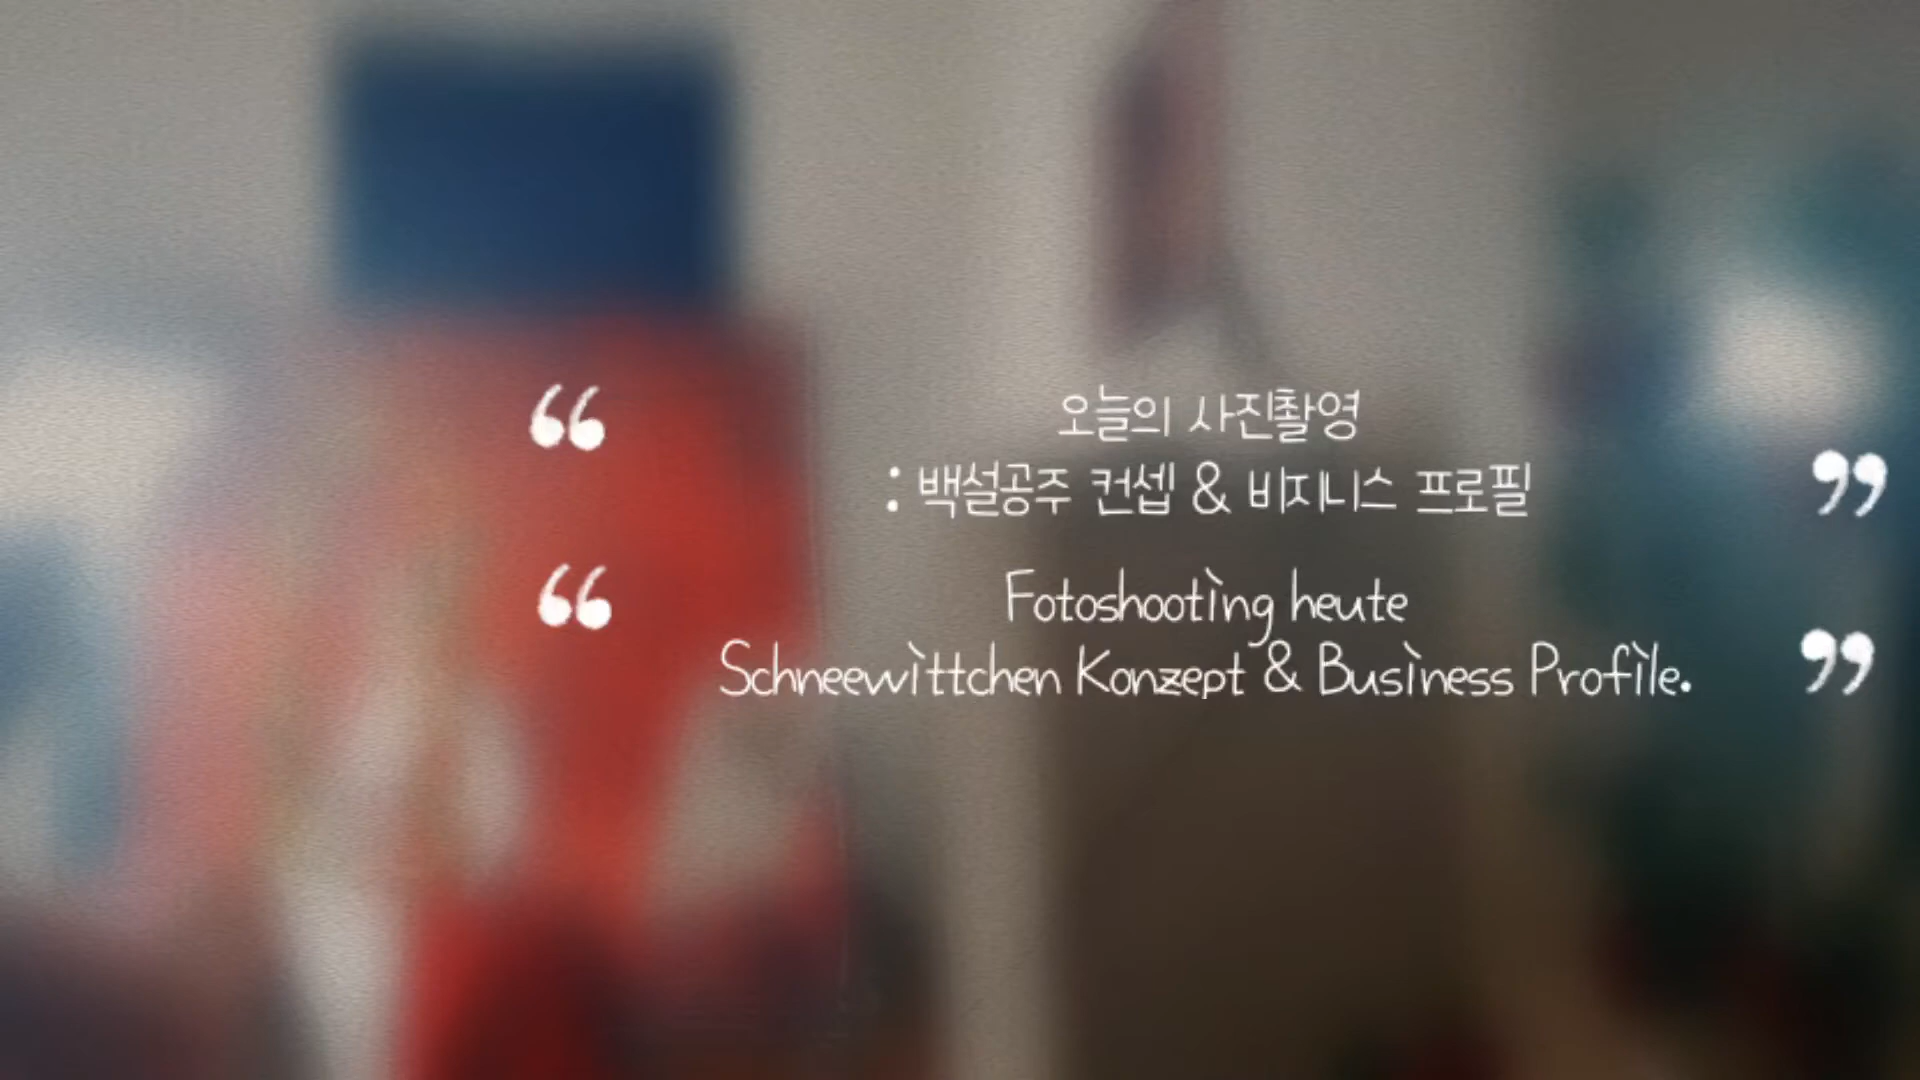 “ 오늘의 사진촬영
: 백설공주 컨셉 & 비지니스 프로필 ”
“ Fotoshooting heute
Schneewittchen Konzept & Business Profile. ”